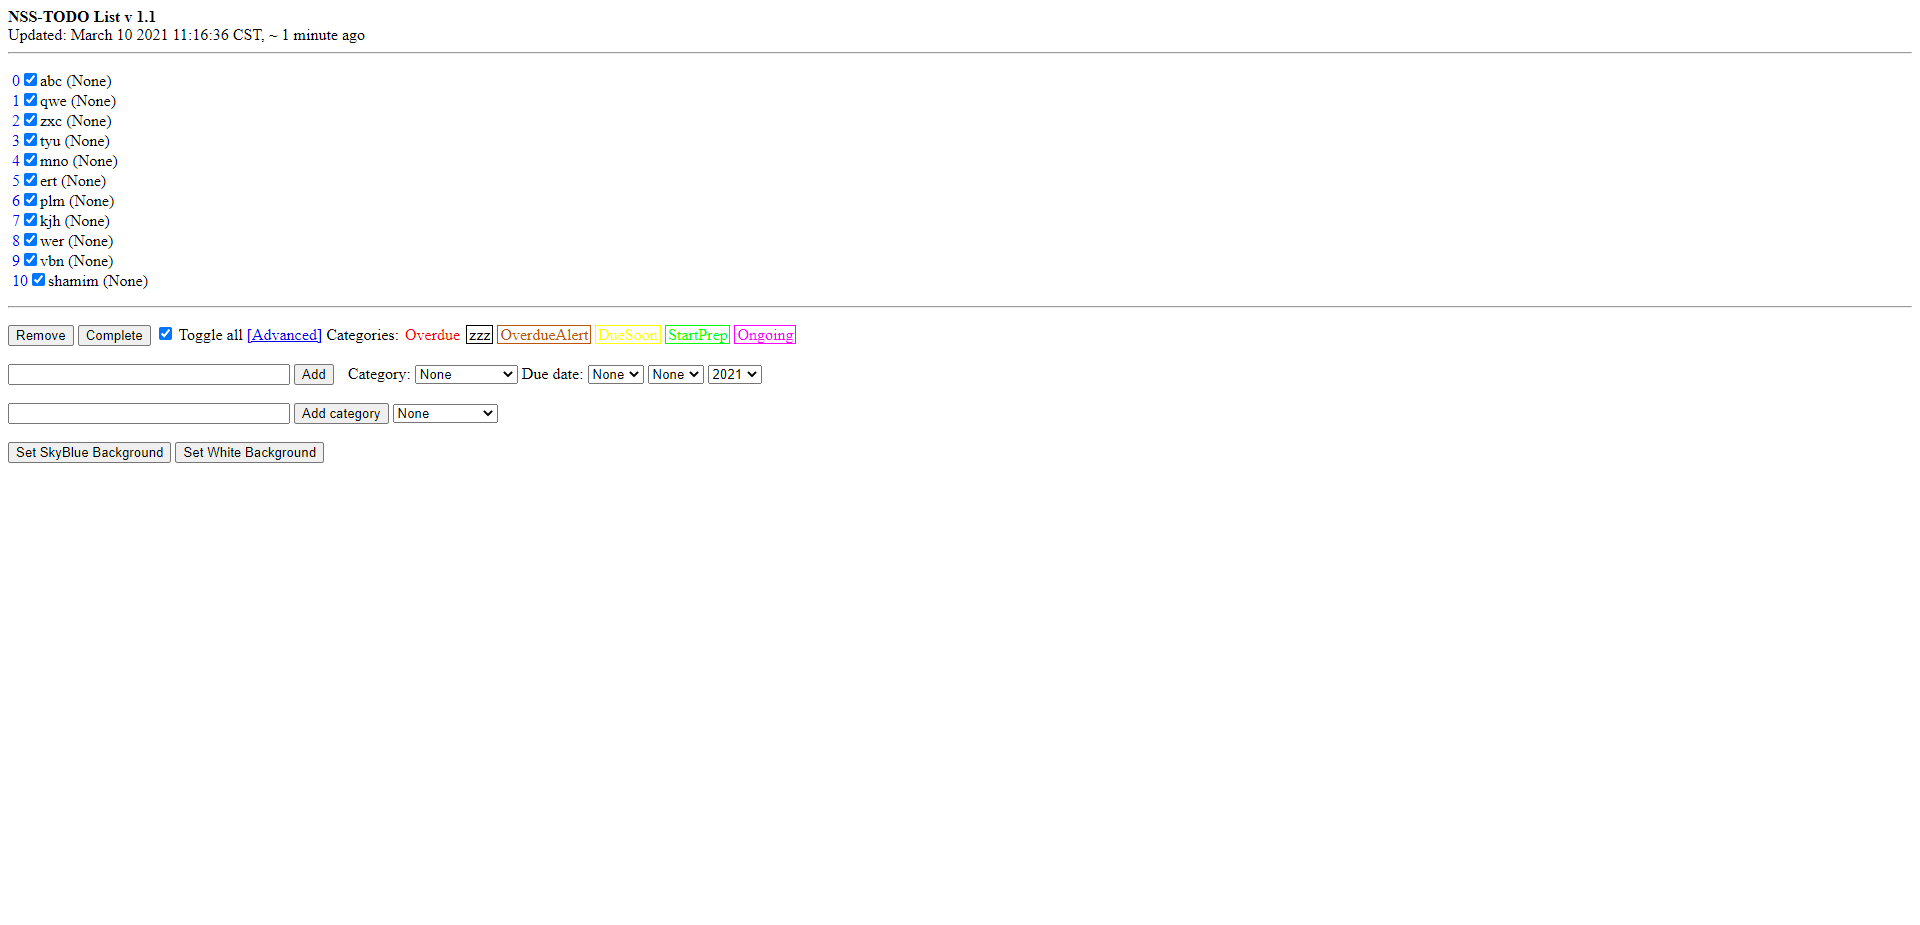 NSS-TODO List v 1.1
Updated: March 10 2021 11:16:36 CST, ~ 1 minute ago
0 abc (None)
1 qwe (None)
2 zxc (None)
3 tyu (None)
4 mno (None)
5 ert (None)
6 plm (None)
7 kjh (None)
8 wer (None)
9 vbn (None)
10 shamim (None)
Remove Complete Toggle all [Advanced] Categories: Overdue zzz OverdueAlert DueSoon StartPrep Ongoing
Add Category: None Due date: None None 2021
Add category None
Set SkyBlue Background Set White Background